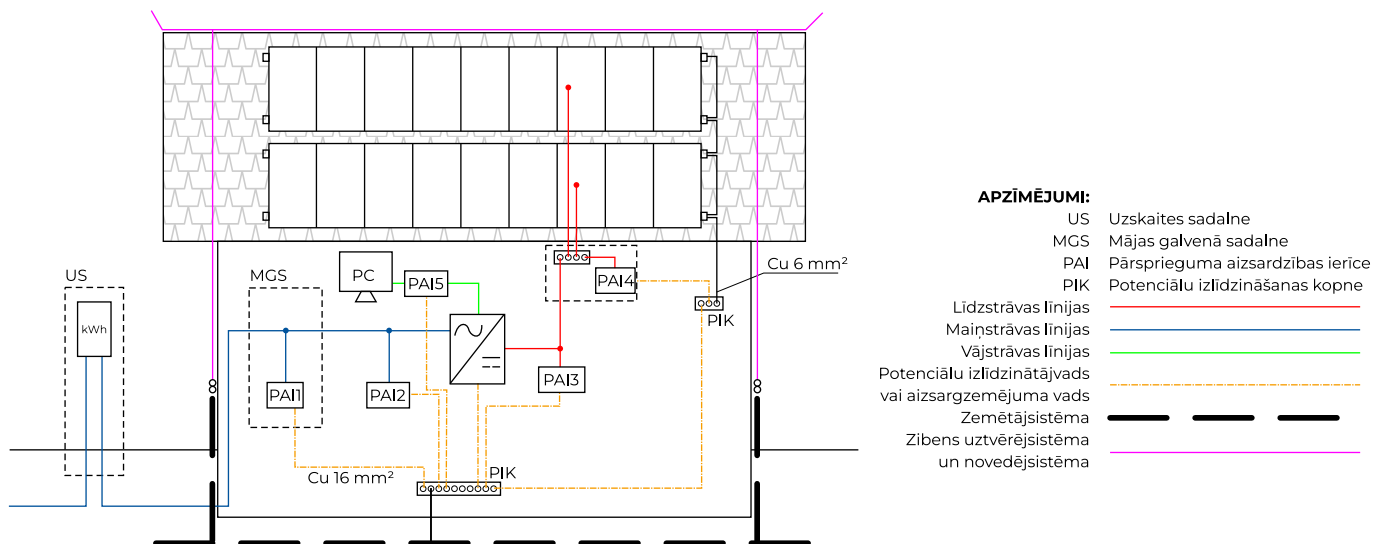 US
kWh
MGS
PC
PAI5
PAI4
Cu 6 mm²
PIK
PAI1
PAI2
PAI3
Cu 16 mm²
PIK
APZĪMĒJUMI:
US Uzskaites sadalne
MGS Mājas galvenā sadalne
PAI Pārsprieguma aizsardzības ierīce
PIK Potenciālu izlīdzināšanas kopne
Līdzstrāvas līnijas
Maiņstrāvas līnijas
Vājstrāvas līnijas
Potenciālu izlīdzinātājvads
vai aizsargzemējuma vads
Zemētājsistēma
Zibens uztvērējsistēma
un novedējsistēma